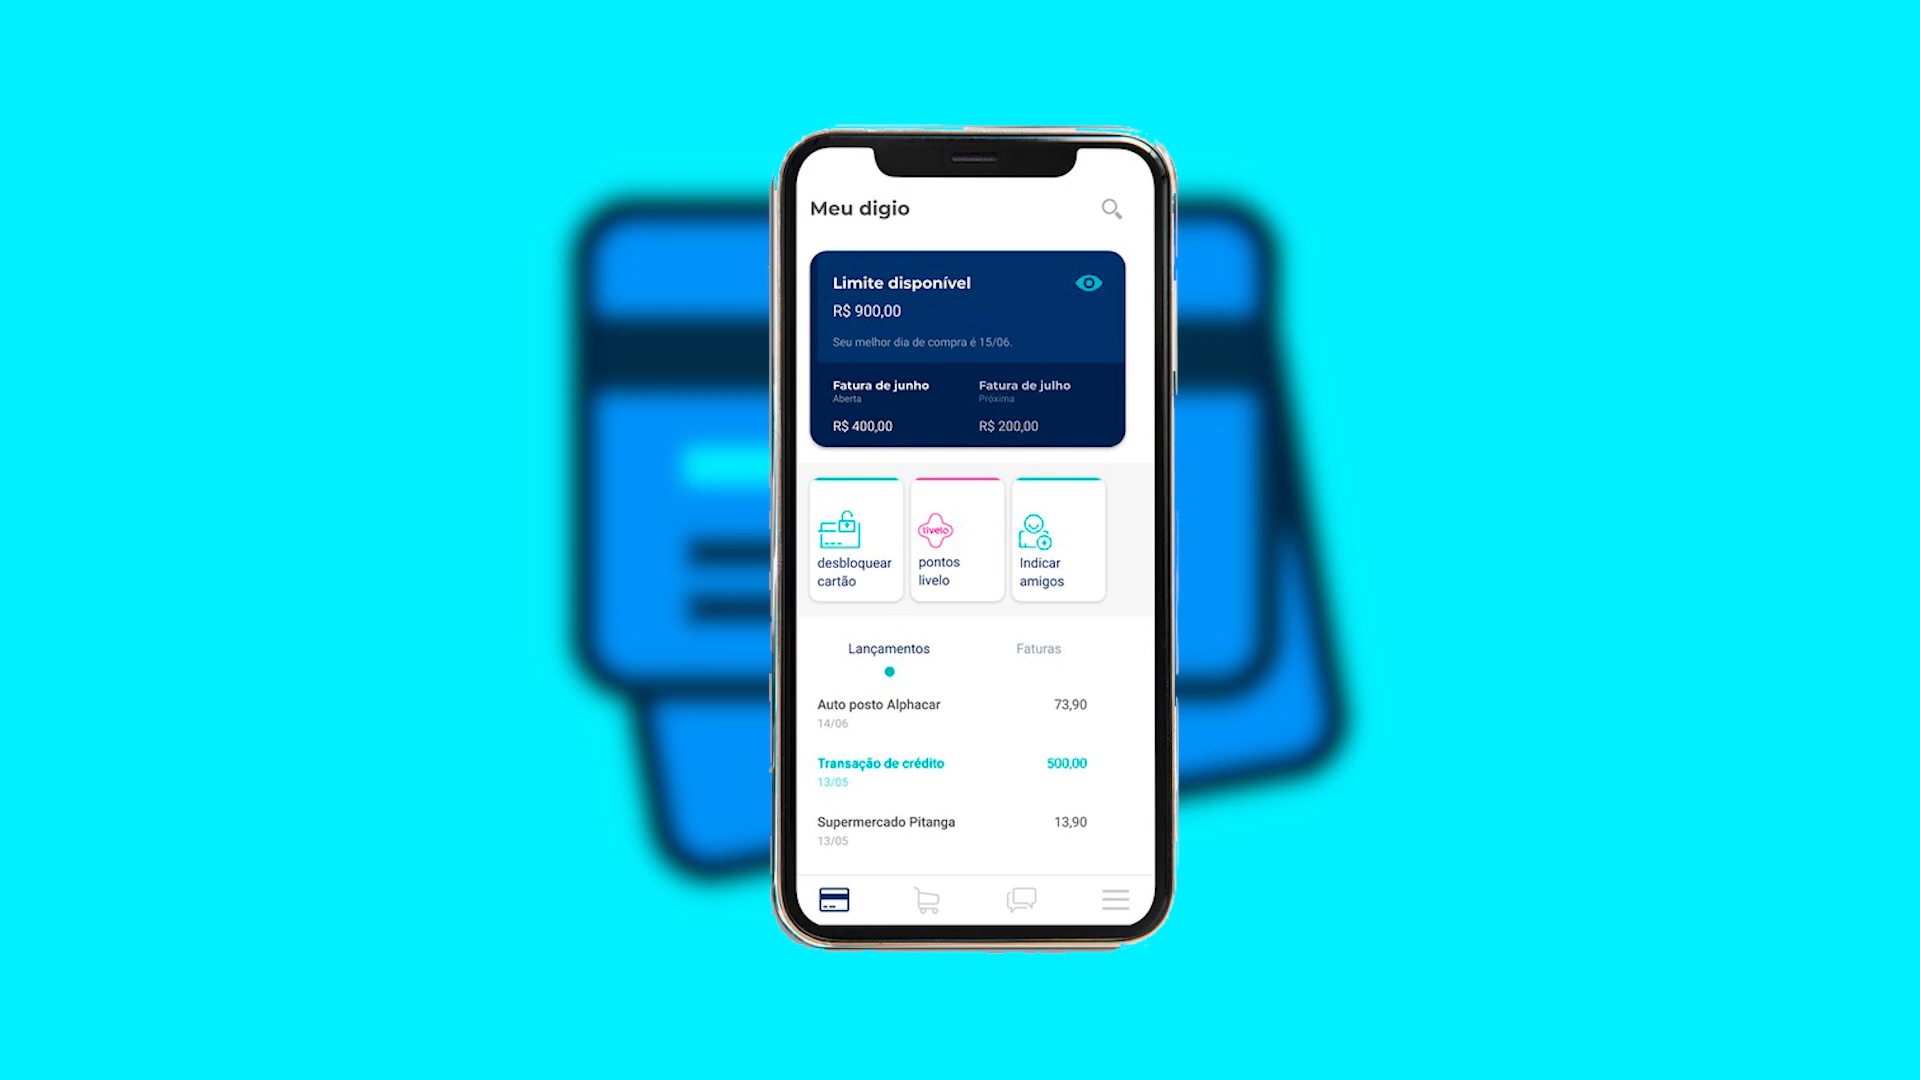 Meu digio
Limite disponível
R$ 900,00
Seu melhor dia de compra é 15/06.
Fatura de junho
Aberta
R$ 400,00
Fatura de julho
Próxima
R$ 200,00
desbloquear
cartão
livelo
pontos
livelo
Indicar
amigos
Lançamentos
Faturas
Auto posto Alphacar 73,90
14/06
Transação de crédito 500,00
13/05
Supermercado Pitanga 13,90
13/05